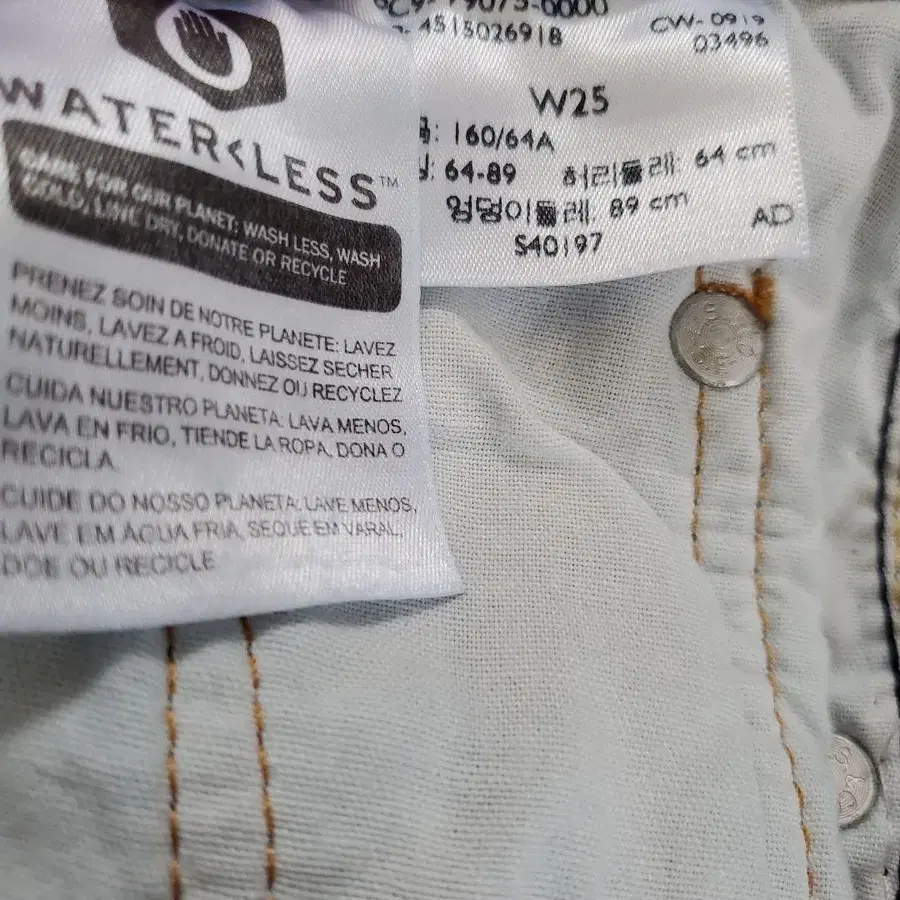 WATER<LESS™
CARE FOR OUR PLANET: WASH LESS, WASH
COLD, LINE DRY, DONATE OR RECYCLE
PRENEZ SOIN DE NOTRE PLANETE: LAVEZ
MOINS, LAVEZ A FROID, LAISSEZ SECHER
NATURELLEMENT, DONNEZ OU RECYCLEZ
CUIDA NUESTRO PLANETA: LAVA MENOS,
LAVA EN FRIO, TIENDE LA ROPA, DONA O
RECICLA
CUIDE DO NOSSO PLANETA: LAVE MENOS,
LAVE EM AGUA FRIA, SEQUE EM VARAL,
DOE OU RECICLE
4515026918
CW-0919
03496
W25
160/64A
64-89 허리둘레: 64 cm
엉덩이둘레: 89 cm
AD
S40197